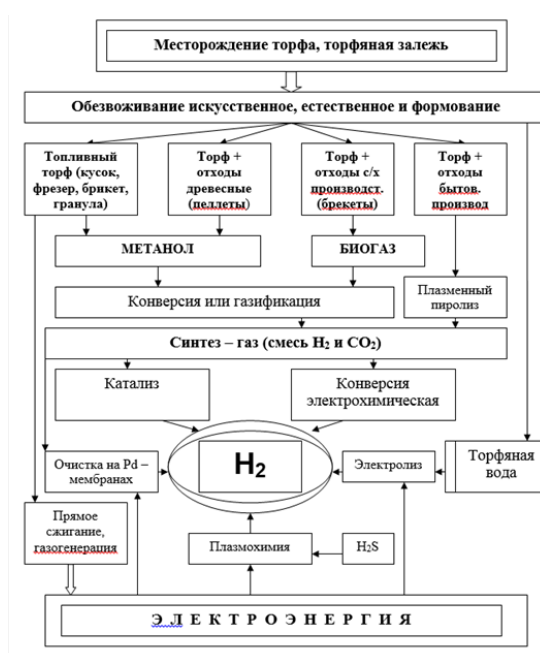 Месторождение торфа, торфяная залежь
Обезвоживание искусственное, естественное и формование
Топливный
торф (кусок,
фрезер, брикет,
гранула)
Торф +
отходы
древесные
(пеллеты)
Торф +
отходы с/х
производст.
(брекеты)
Торф +
отходы
бытов.
производ
МЕТАНОЛ
БИОГАЗ
Конверсия или газификация
Плазменный
пиролиз
Синтез – газ (смесь H₂ и CO₂)
Катализ
Конверсия
электрохимическая
Очистка на Pd –
мембранах
H₂
Электролиз
Торфяная
вода
Прямое
сжигание,
газогенерация
Плазмохимия
H₂S
Э Л Е К Т Р О Э Н Е Р Г И Я